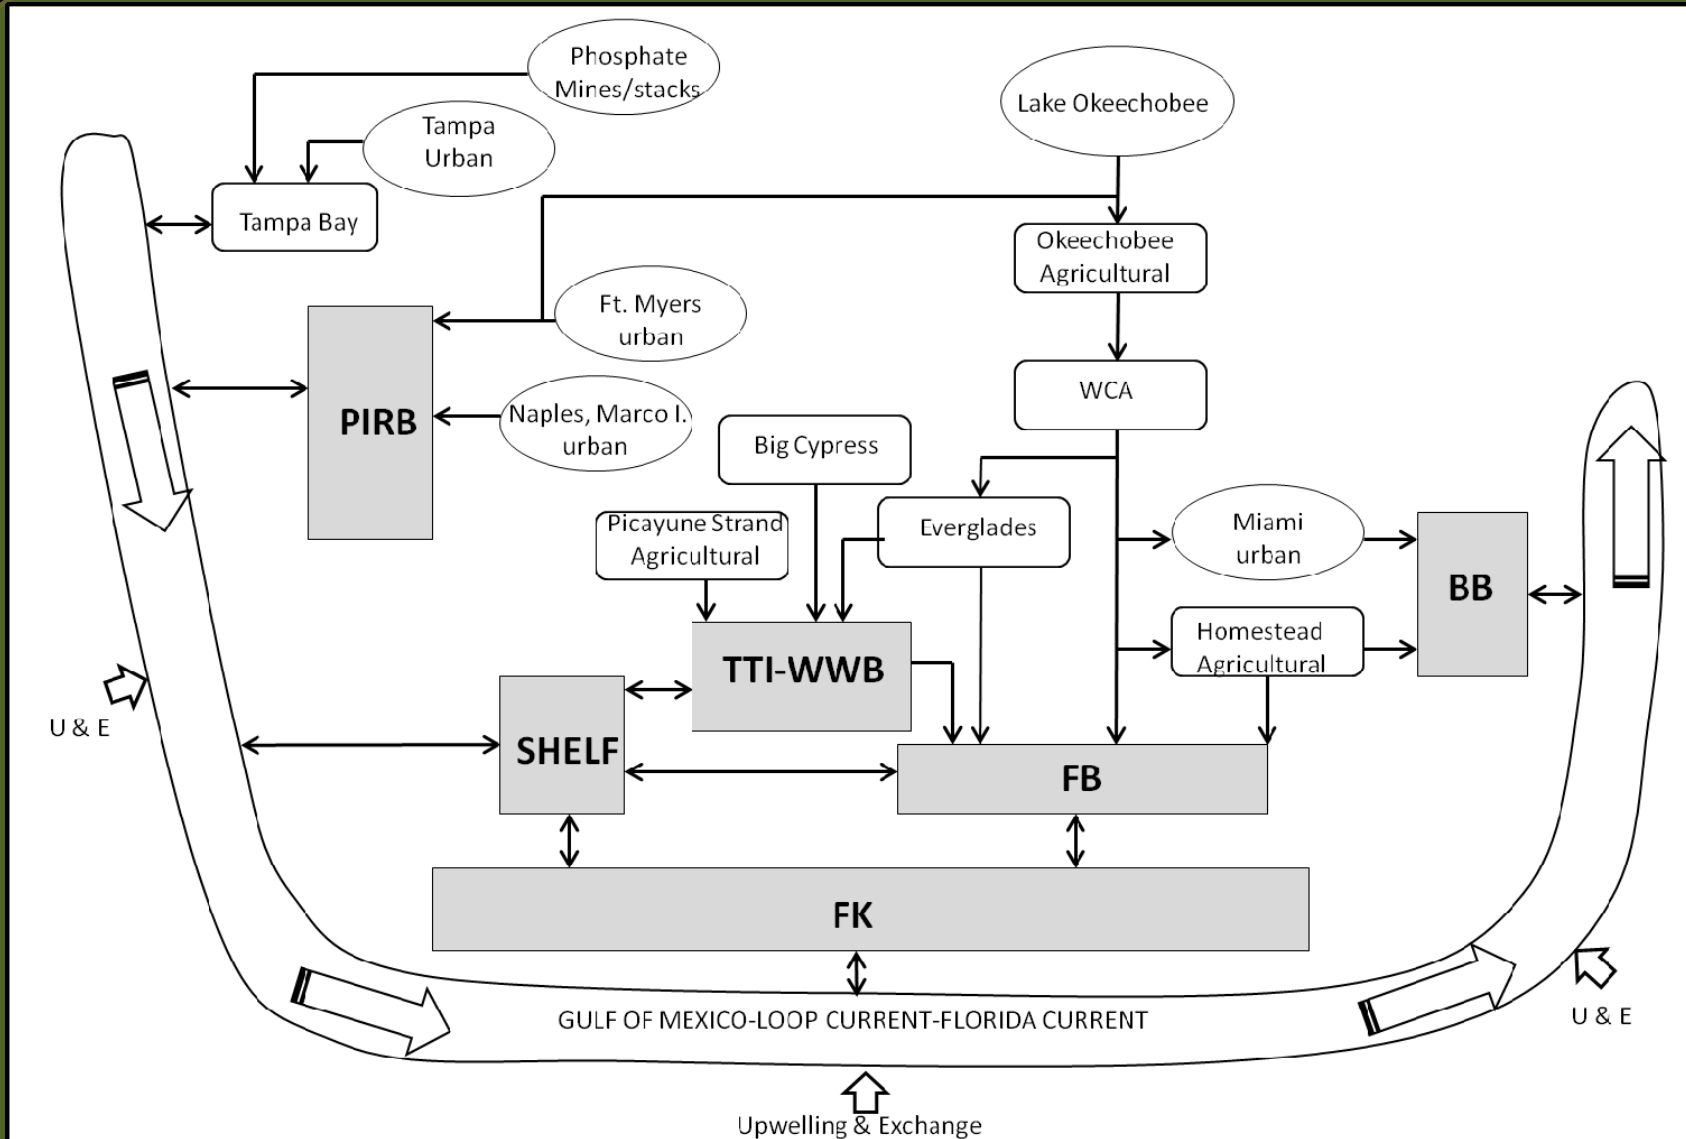 Phosphate
Mines/stacks
Lake Okeechobee
Tampa
Urban
Tampa Bay
Okeechobee
Agricultural
Ft. Myers
urban
WCA
PIRB
Naples, Marco I.
urban
Big Cypress
Picayune Strand
Agricultural
Everglades
Miami
urban
BB
Homestead
Agricultural
TTI-WWB
U & E
SHELF
FB
FK
GULF OF MEXICO-LOOP CURRENT-FLORIDA CURRENT
U & E
Upwelling & Exchange